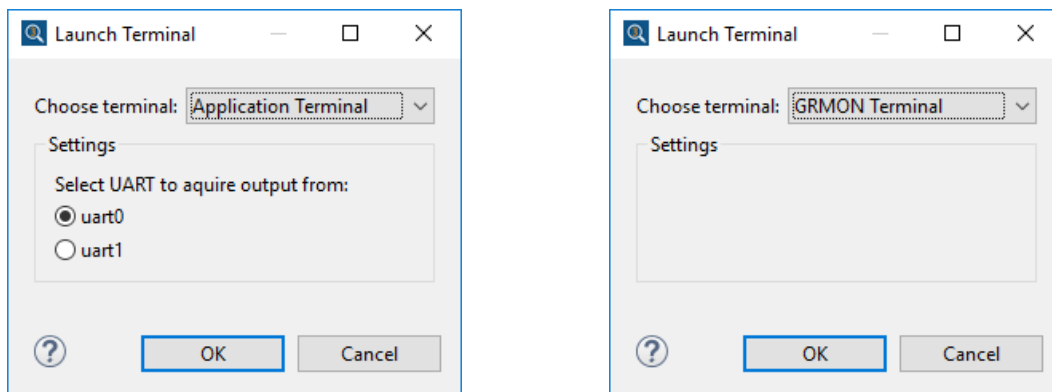 Launch Terminal
Choose terminal: Application Terminal
Settings
Select UART to aquire output from:
uart0
uart1
? OK Cancel
Launch Terminal
Choose terminal: GRMON Terminal
Settings
? OK Cancel